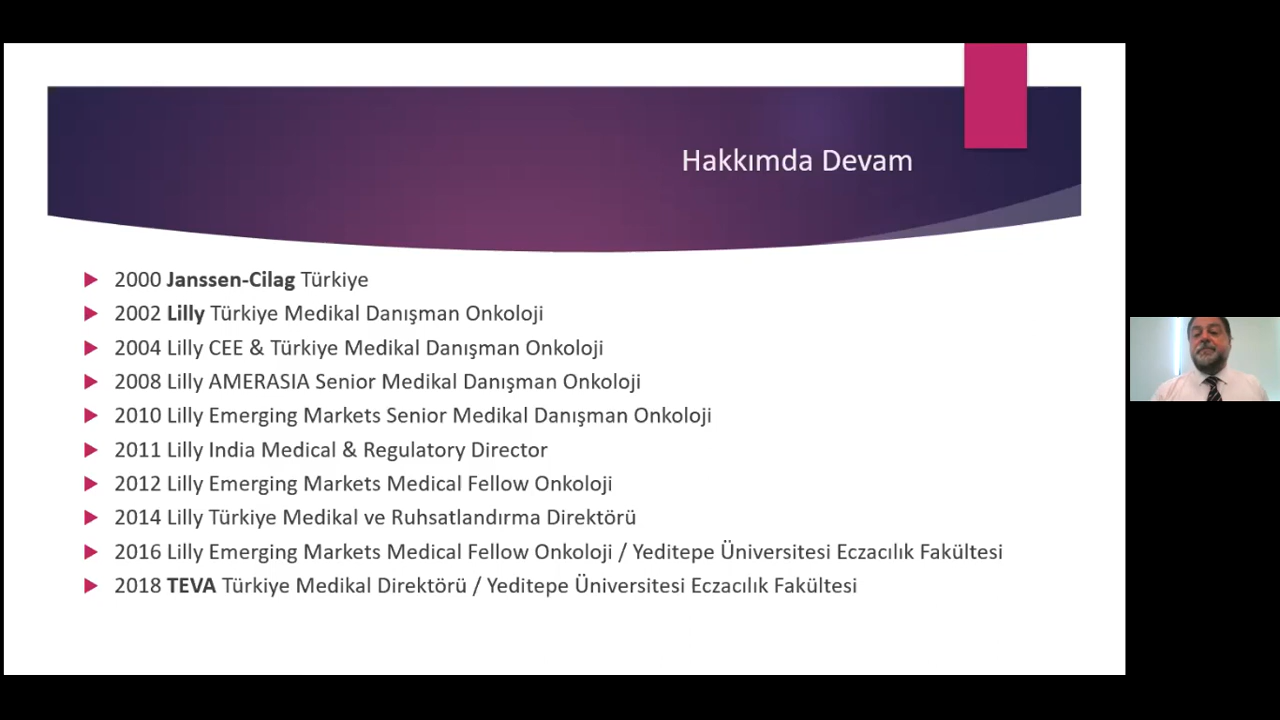 Hakkımda Devam
2000 Janssen-Cilag Türkiye
2002 Lilly Türkiye Medikal Danışman Onkoloji
2004 Lilly CEE & Türkiye Medikal Danışman Onkoloji
2008 Lilly AMERASIA Senior Medikal Danışman Onkoloji
2010 Lilly Emerging Markets Senior Medikal Danışman Onkoloji
2011 Lilly India Medical & Regulatory Director
2012 Lilly Emerging Markets Medical Fellow Onkoloji
2014 Lilly Türkiye Medikal ve Ruhsatlandırma Direktörü
2016 Lilly Emerging Markets Medical Fellow Onkoloji / Yeditepe Üniversitesi Eczacılık Fakültesi
2018 TEVA Türkiye Medikal Direktörü / Yeditepe Üniversitesi Eczacılık Fakültesi